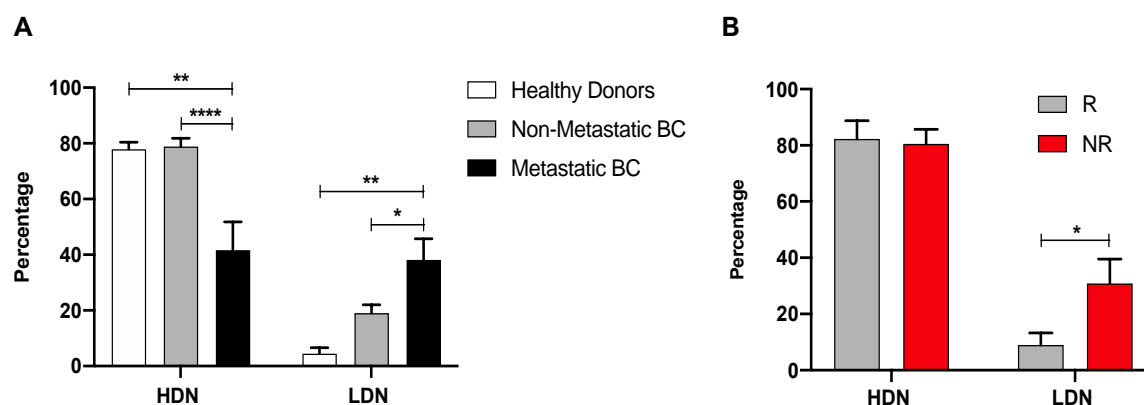 A
Percentage
100
80
60
40
20
0
**
****
**
*
HDN
LDN
Healthy Donors
Non-Metastatic BC
Metastatic BC
B
Percentage
100
80
60
40
20
0
*
HDN
LDN
R
NR